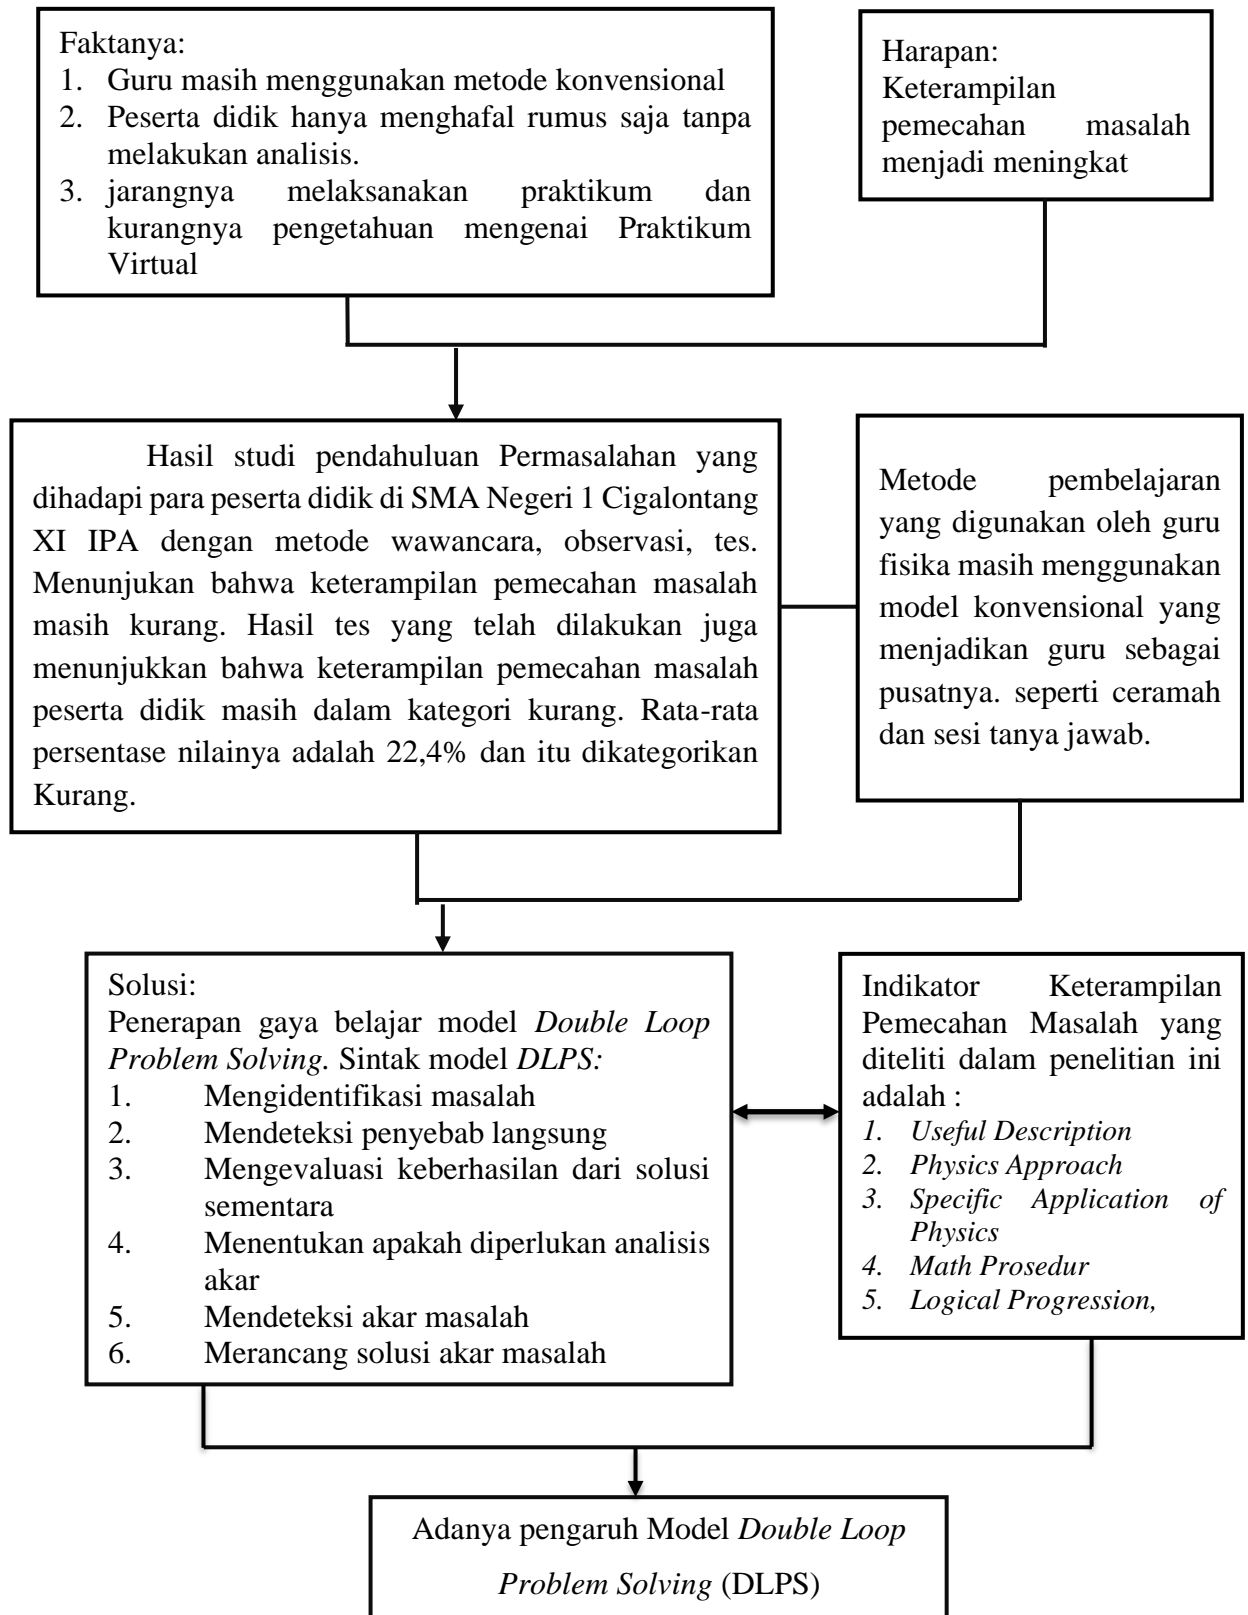 Faktanya:
1. Guru masih menggunakan metode konvensional
2. Peserta didik hanya menghafal rumus saja tanpa
melakukan analisis.
3. jarangnya melaksanakan praktikum dan
kurangnya pengetahuan mengenai Praktikum
Virtual
Harapan:
Keterampilan
pemecahan masalah
menjadi meningkat
Hasil studi pendahuluan Permasalahan yang
dihadapi para peserta didik di SMA Negeri 1 Cigalontang
XI IPA dengan metode wawancara, observasi, tes.
Menunjukan bahwa keterampilan pemecahan masalah
masih kurang. Hasil tes yang telah dilakukan juga
menunjukkan bahwa keterampilan pemecahan masalah
peserta didik masih dalam kategori kurang. Rata-rata
persentase nilainya adalah 22,4% dan itu dikategorikan
Kurang.
Metode pembelajaran
yang digunakan oleh guru
fisika masih menggunakan
model konvensional yang
menjadikan guru sebagai
pusatnya. seperti ceramah
dan sesi tanya jawab.
Solusi:
Penerapan gaya belajar model Double Loop
Problem Solving. Sintak model DLPS:
1. Mengidentifikasi masalah
2. Mendeteksi penyebab langsung
3. Mengevaluasi keberhasilan dari solusi
sementara
4. Menentukan apakah diperlukan analisis
akar
5. Mendeteksi akar masalah
6. Merancang solusi akar masalah
Indikator Keterampilan
Pemecahan Masalah yang
diteliti dalam penelitian ini
adalah :
1. Useful Description
2. Physics Approach
3. Specific Application of
Physics
4. Math Prosedur
5. Logical Progression,
Adanya pengaruh Model Double Loop
Problem Solving (DLPS)